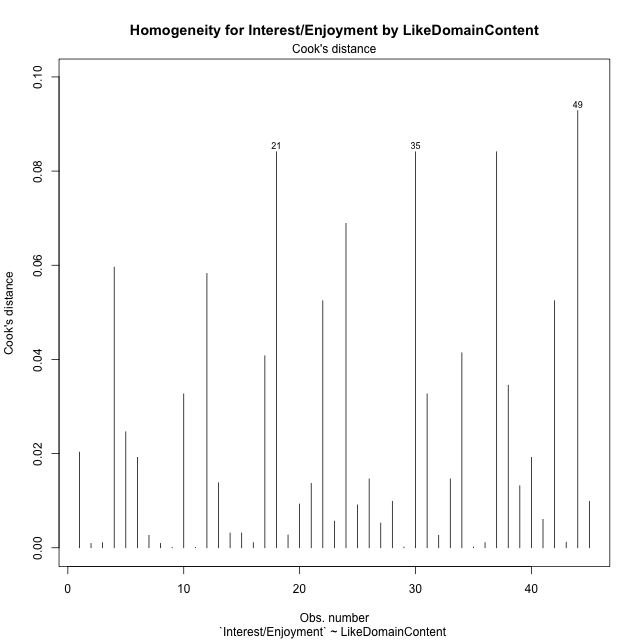 Homogeneity for Interest/Enjoyment by LikeDomainContent
Cook's distance
0.10
0.08
0.06
0.04
0.02
0.00
Cook's distance
21
35
49
0
10
20
30
40
Obs. number
`Interest/Enjoyment` ~ LikeDomainContent